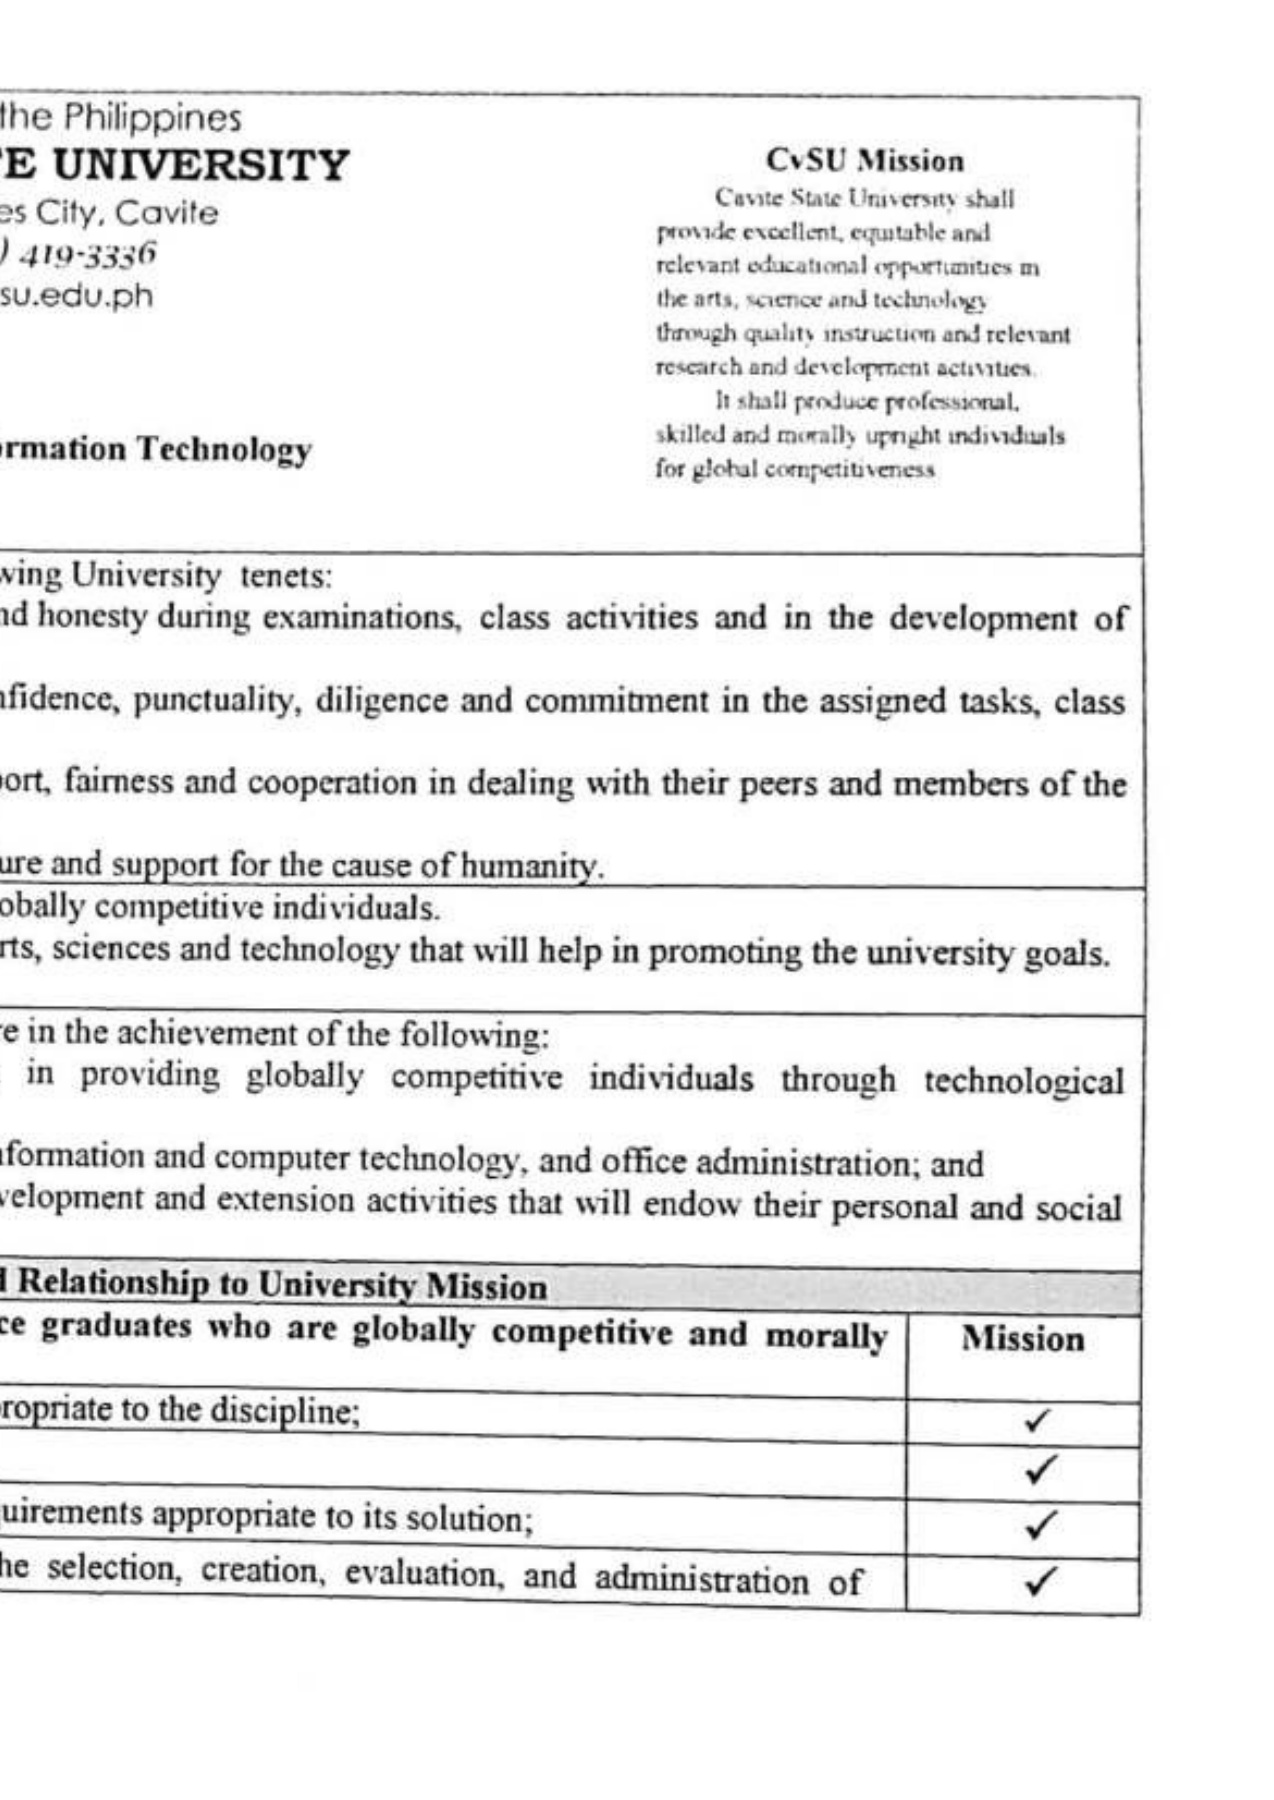 the Philippines
E UNIVERSITY
es City, Cavite
) 419-3336
su.edu.ph
rmation Technology
CvSU Mission
Cavite State University shall
provide excellent, equitable and
relevant educational opportunities in
the arts, science and technology
through quality instruction and relevant
research and development activities.
It shall produce professional,
skilled and morally upright individuals
for global competitiveness
wing University tenets:
nd honesty during examinations, class activities and in the development of
nfidence, punctuality, diligence and commitment in the assigned tasks, class
ort, fairness and cooperation in dealing with their peers and members of the
ure and support for the cause of humanity.
obally competitive individuals.
rts, sciences and technology that will help in promoting the university goals.
e in the achievement of the following:
in providing globally competitive individuals through technological
nformation and computer technology, and office administration; and
velopment and extension activities that will endow their personal and social
l Relationship to University Mission
ce graduates who are globally competitive and morally
Mission
ropriate to the discipline; ✓
✓
uirements appropriate to its solution; ✓
he selection, creation, evaluation, and administration of ✓